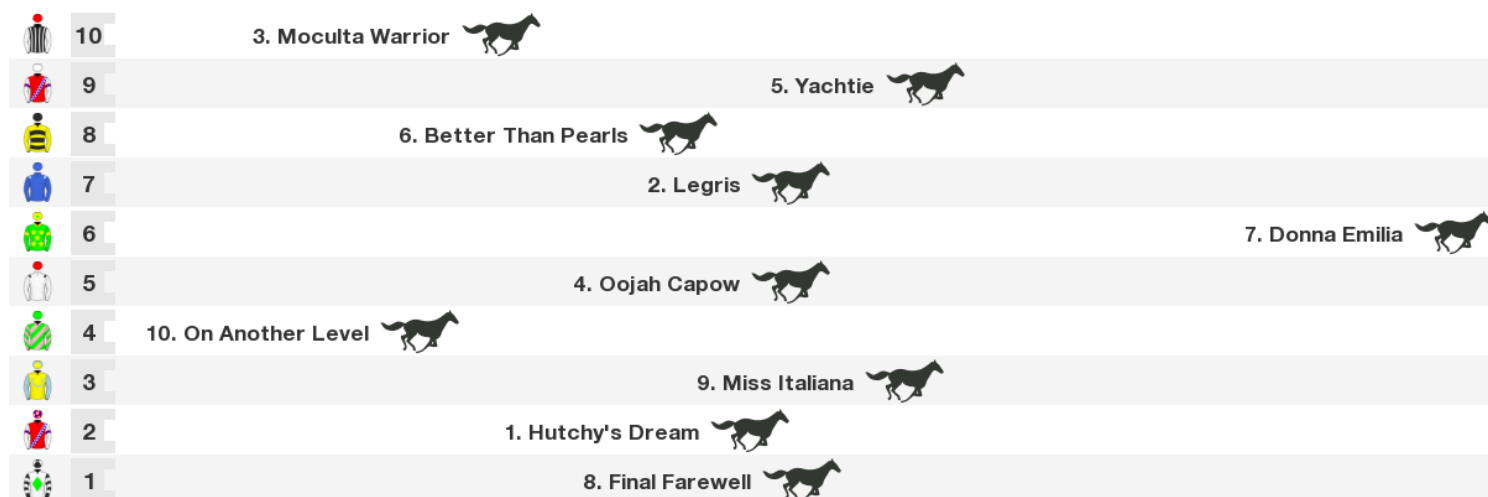 10 3. Moculta Warrior
9 5. Yachtie
8 6. Better Than Pearls
7 2. Legris
6 7. Donna Emilia
5 4. Oojah Capow
4 10. On Another Level
3 9. Miss Italiana
2 1. Hutchy's Dream
1 8. Final Farewell